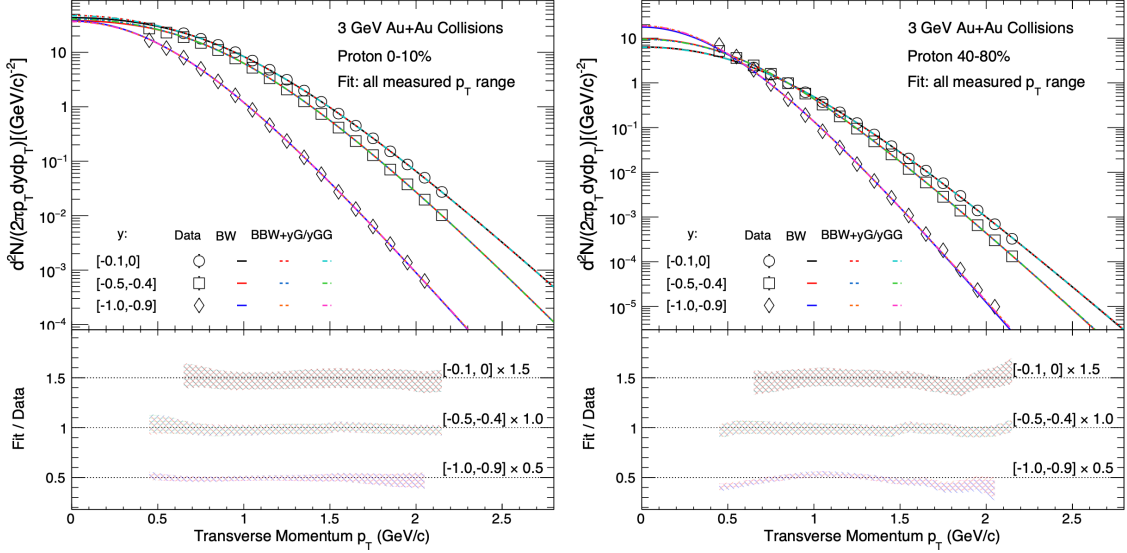 3 GeV Au+Au Collisions
Proton 0-10%
Fit: all measured p_T range
d²N/(2πp_T dydp_T)[(GeV/c)⁻²]
10
1
10⁻¹
10⁻²
10⁻³
10⁻⁴
y: Data BW BBW+yG/yGG
[-0.1,0]
[-0.5,-0.4]
[-1.0,-0.9]
Fit / Data
1.5
1
0.5
[-0.1, 0] × 1.5
[-0.5,-0.4] × 1.0
[-1.0,-0.9] × 0.5
0 0.5 1 1.5 2 2.5
Transverse Momentum p_T (GeV/c)
3 GeV Au+Au Collisions
Proton 40-80%
Fit: all measured p_T range
d²N/(2πp_T dydp_T)[(GeV/c)⁻²]
10
1
10⁻¹
10⁻²
10⁻³
10⁻⁴
10⁻⁵
y: Data BW BBW+yG/yGG
[-0.1,0]
[-0.5,-0.4]
[-1.0,-0.9]
Fit / Data
1.5
1
0.5
[-0.1, 0] × 1.5
[-0.5,-0.4] × 1.0
[-1.0,-0.9] × 0.5
0 0.5 1 1.5 2 2.5
Transverse Momentum p_T (GeV/c)